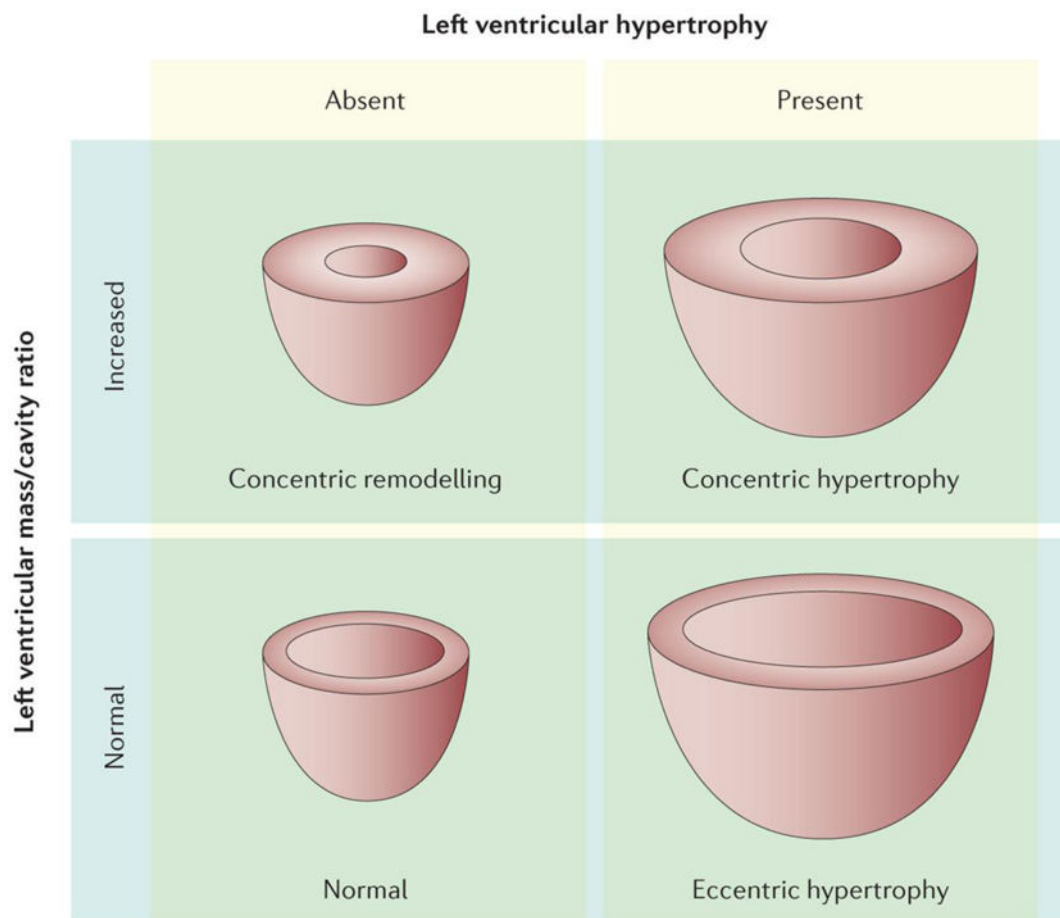 Left ventricular hypertrophy
Absent
Present
Left ventricular mass/cavity ratio
Increased
Concentric remodelling
Concentric hypertrophy
Normal
Normal
Eccentric hypertrophy